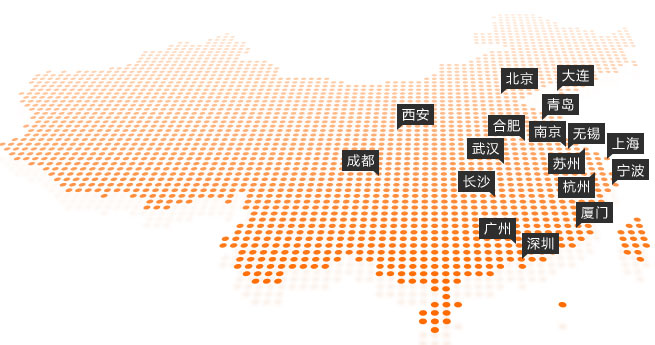 北京
大连
青岛
西安
合肥
南京
无锡
上海
武汉
成都
苏州
宁波
长沙
杭州
厦门
广州
深圳